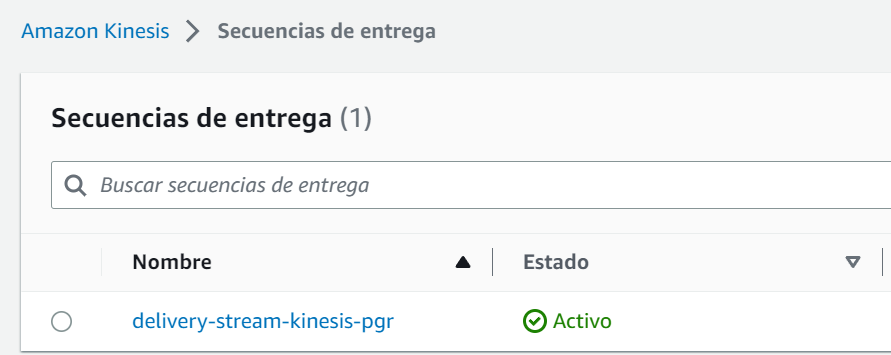 Amazon Kinesis > Secuencias de entrega
Secuencias de entrega (1)
Buscar secuencias de entrega
Nombre Estado
delivery-stream-kinesis-pgr Activo